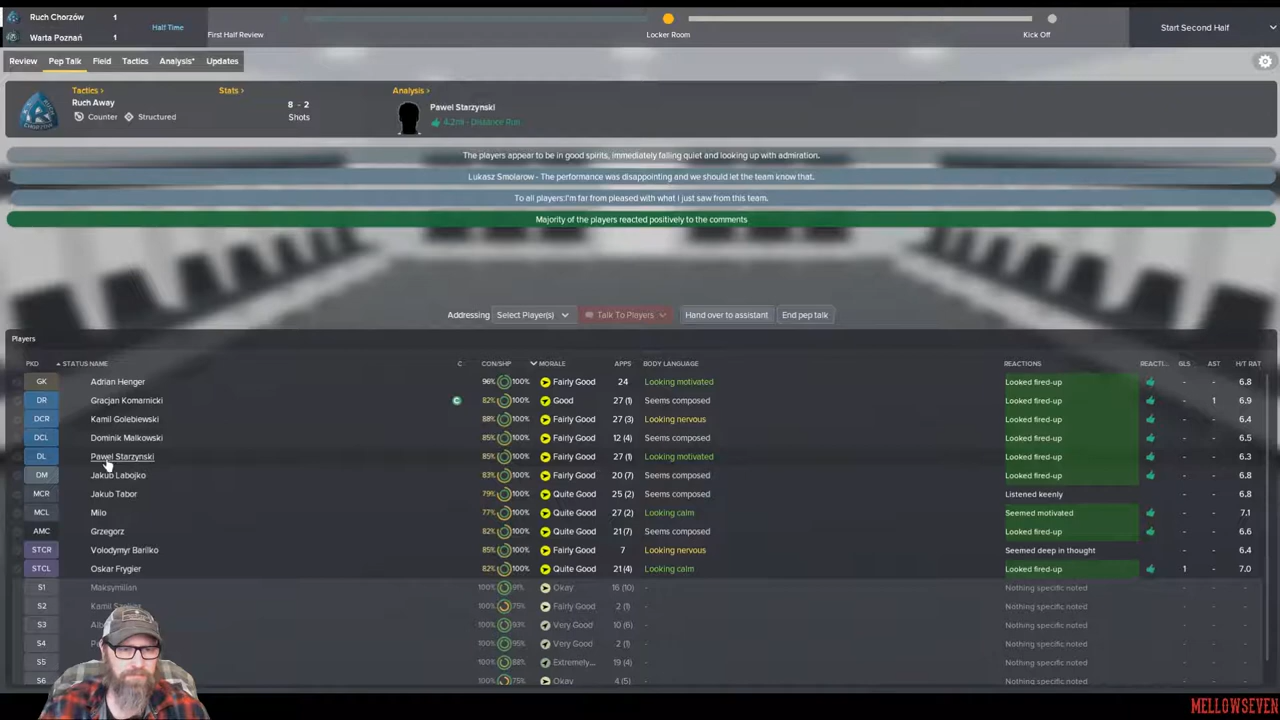 Ruch Chorzów 1
Warta Poznań 1
Half Time
First Half Review
Locker Room
Kick Off
Start Second Half
Review Pep Talk Field Tactics Analysis* Updates
Tactics >
Ruch Away
Counter Structured
Stats >
8 - 2
Shots
Analysis >
Pawel Starzynski
4.2mi - Distance Run
The players appear to be in good spirits, immediately falling quiet and looking up with admiration.
Lukasz Smolarow - The performance was disappointing and we should let the team know that.
To all players:I'm far from pleased with what i just saw from this team.
Majority of the players reacted positively to the comments
Addressing Select Player(s) Talk To Players Hand over to assistant End pep talk
Players
PKD STATUS NAME C CON/SHP MORALE APPS BODY LANGUAGE REACTIONS REACTI... GLS AST H/T RAT
GK Adrian Henger 96% 100% Fairly Good 24 Looking motivated Looked fired-up - - 6.8
DR Gracjan Komarnicki C 82% 100% Good 27 (1) Seems composed Looked fired-up - 1 6.9
DCR Kamil Golebiewski 88% 100% Fairly Good 27 (3) Looking nervous Looked fired-up - - 6.4
DCL Dominik Malkowski 85% 100% Fairly Good 12 (4) Seems composed Looked fired-up - - 6.5
DL Pawel Starzynski 85% 100% Fairly Good 27 (1) Looking motivated Looked fired-up - - 6.3
DM Jakub Labojko 83% 100% Fairly Good 20 (7) Seems composed Looked fired-up - - 6.8
MCR Jakub Tabor 79% 100% Quite Good 25 (2) Seems composed Listened keenly - - 6.8
MCL Milo 77% 100% Quite Good 27 (2) Looking calm Seemed motivated - - 7.1
AMC Grzegorz 82% 100% Quite Good 21 (7) Seems composed Looked fired-up - - 6.6
STCR Volodymyr Barilko 85% 100% Fairly Good 7 Looking nervous Seemed deep in thought - - 6.4
STCL Oskar Frygier 82% 100% Quite Good 21 (4) Looking calm Looked fired-up 1 - 7.0
S1 Maksymilian 100% 91% Okay 16 (10) - Nothing specific noted - - -
S2 Kamil 100% 75% Fairly Good 2 (1) - Nothing specific noted - - -
S3 100% 93% Very Good 10 (6) - Nothing specific noted - - -
S4 100% 95% Very Good 2 (1) - Nothing specific noted - - -
S5 100% 88% Extremely... 19 (4) - Nothing specific noted - - -
S6 100% 75% Okay 4 (5) - Nothing specific noted - - -
MELLOWSEVEN